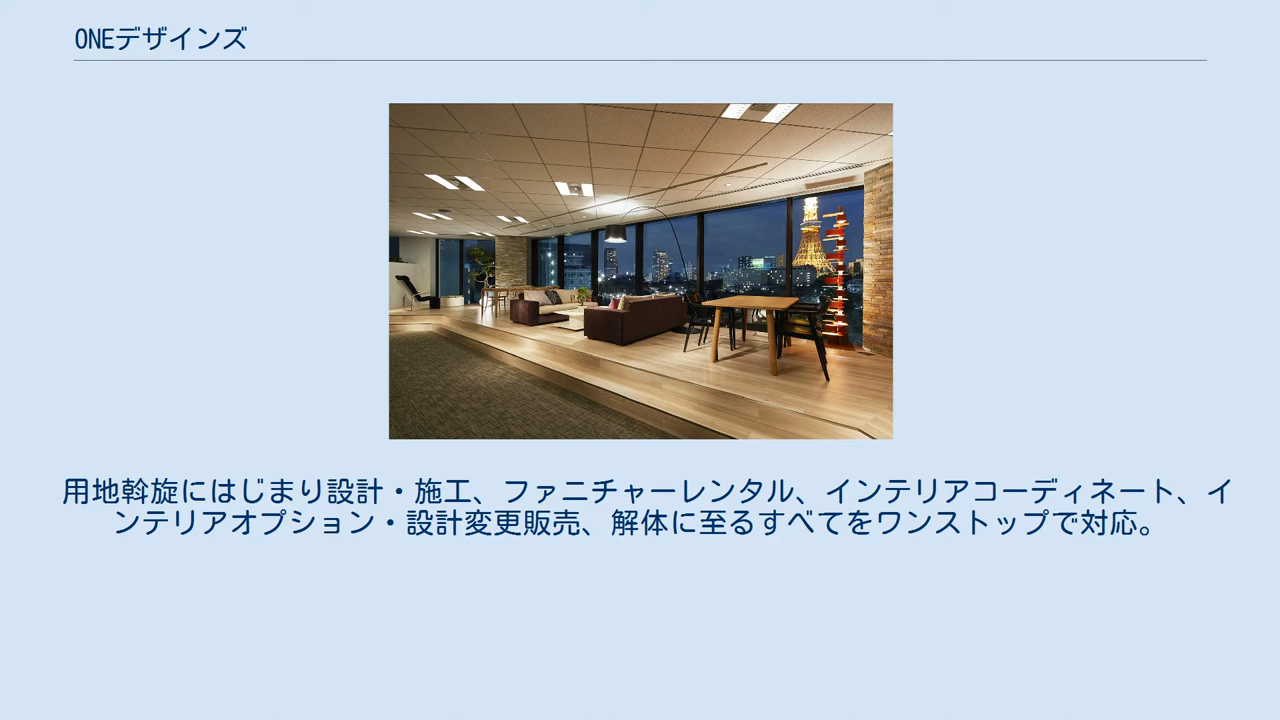 ONEデザインズ
用地斡旋にはじまり設計・施工、ファニチャーレンタル、インテリアコーディネート、イ
ンテリアオプション・設計変更販売、解体に至るすべてをワンストップで対応。